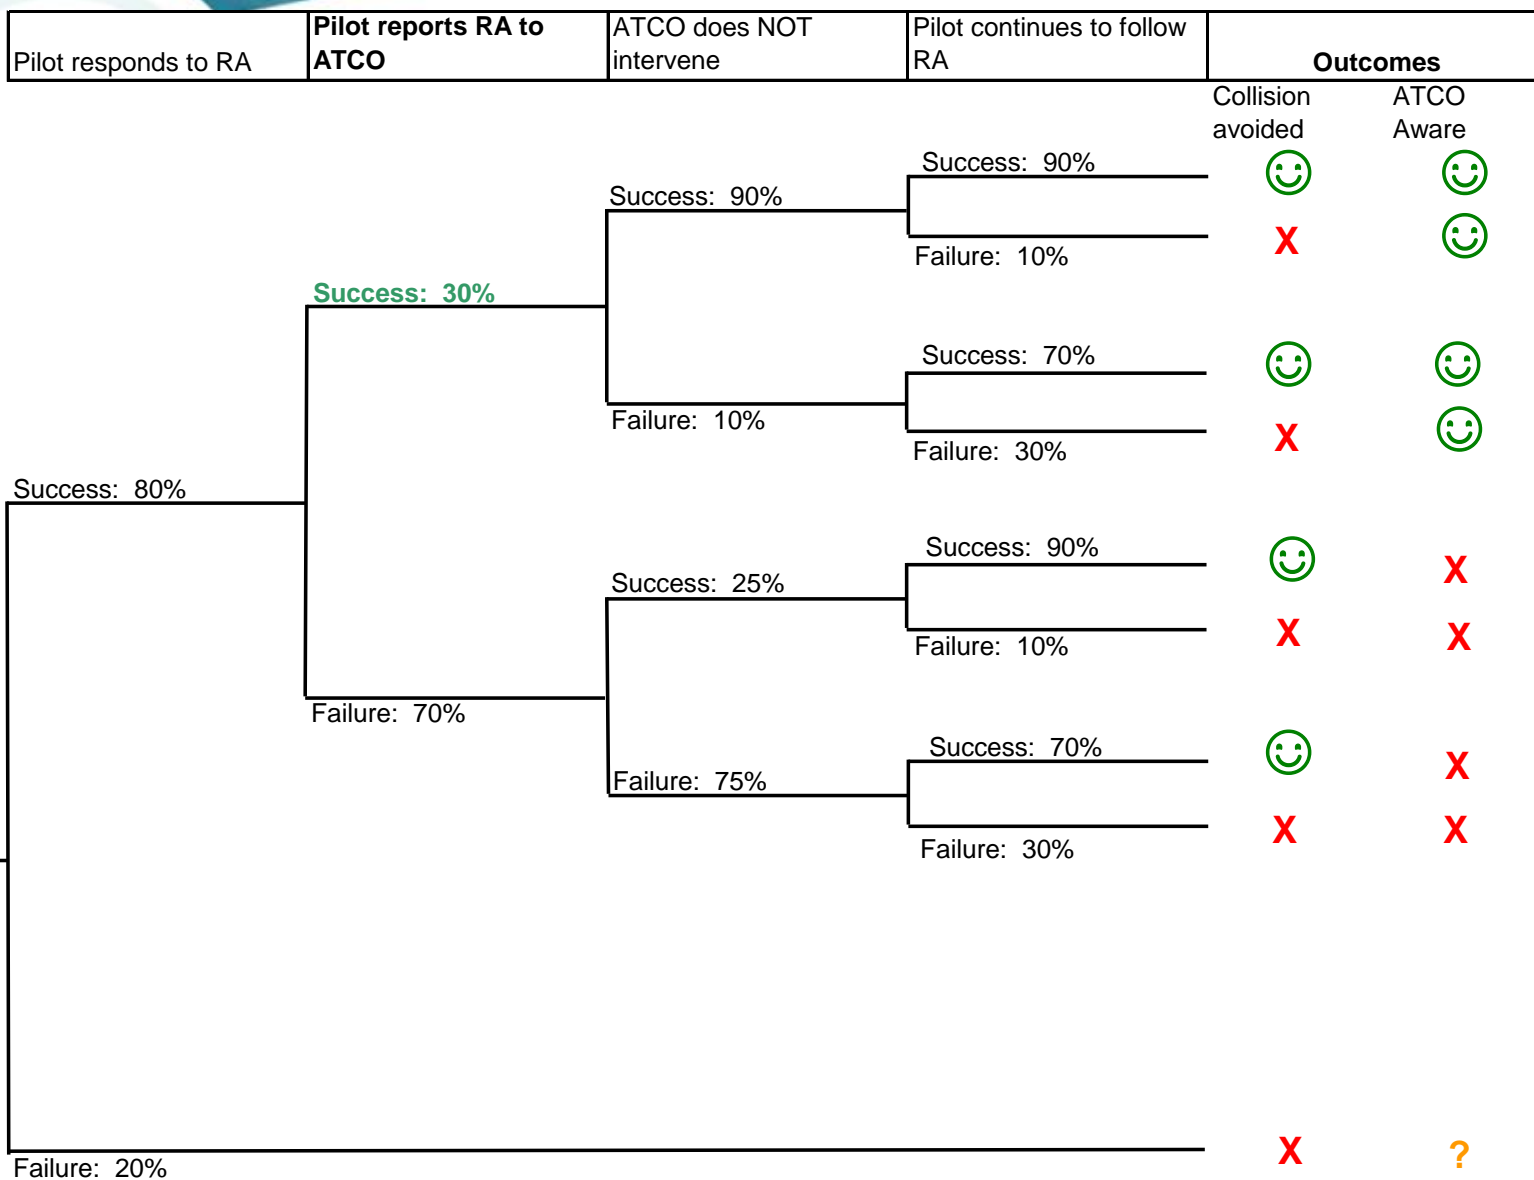 Pilot responds to RA
Pilot reports RA to
ATCO
ATCO does NOT
intervene
Pilot continues to follow
RA
Outcomes
Collision
avoided
ATCO
Aware
Success: 90%
Success: 90%
X
Failure: 10%
Success: 30%
Success: 70%
Failure: 10%
X
Failure: 30%
Success: 80%
Success: 90%
X
Success: 25%
X
X
Failure: 10%
Failure: 70%
Success: 70%
X
Failure: 75%
X
X
Failure: 30%
X
?
Failure: 20%